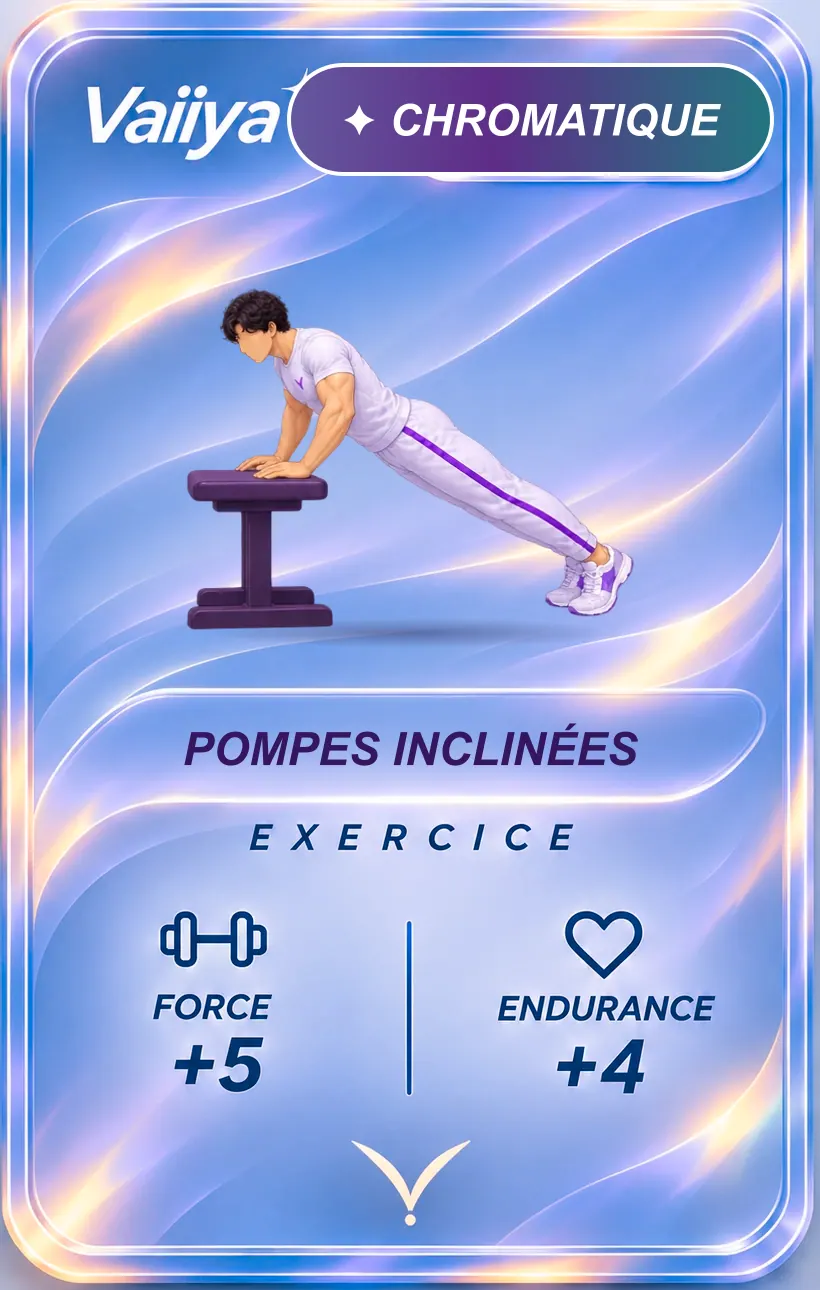 Vaiiya
✦ CHROMATIQUE
POMPES INCLINÉES
EXERCICE
FORCE
+5
ENDURANCE
+4